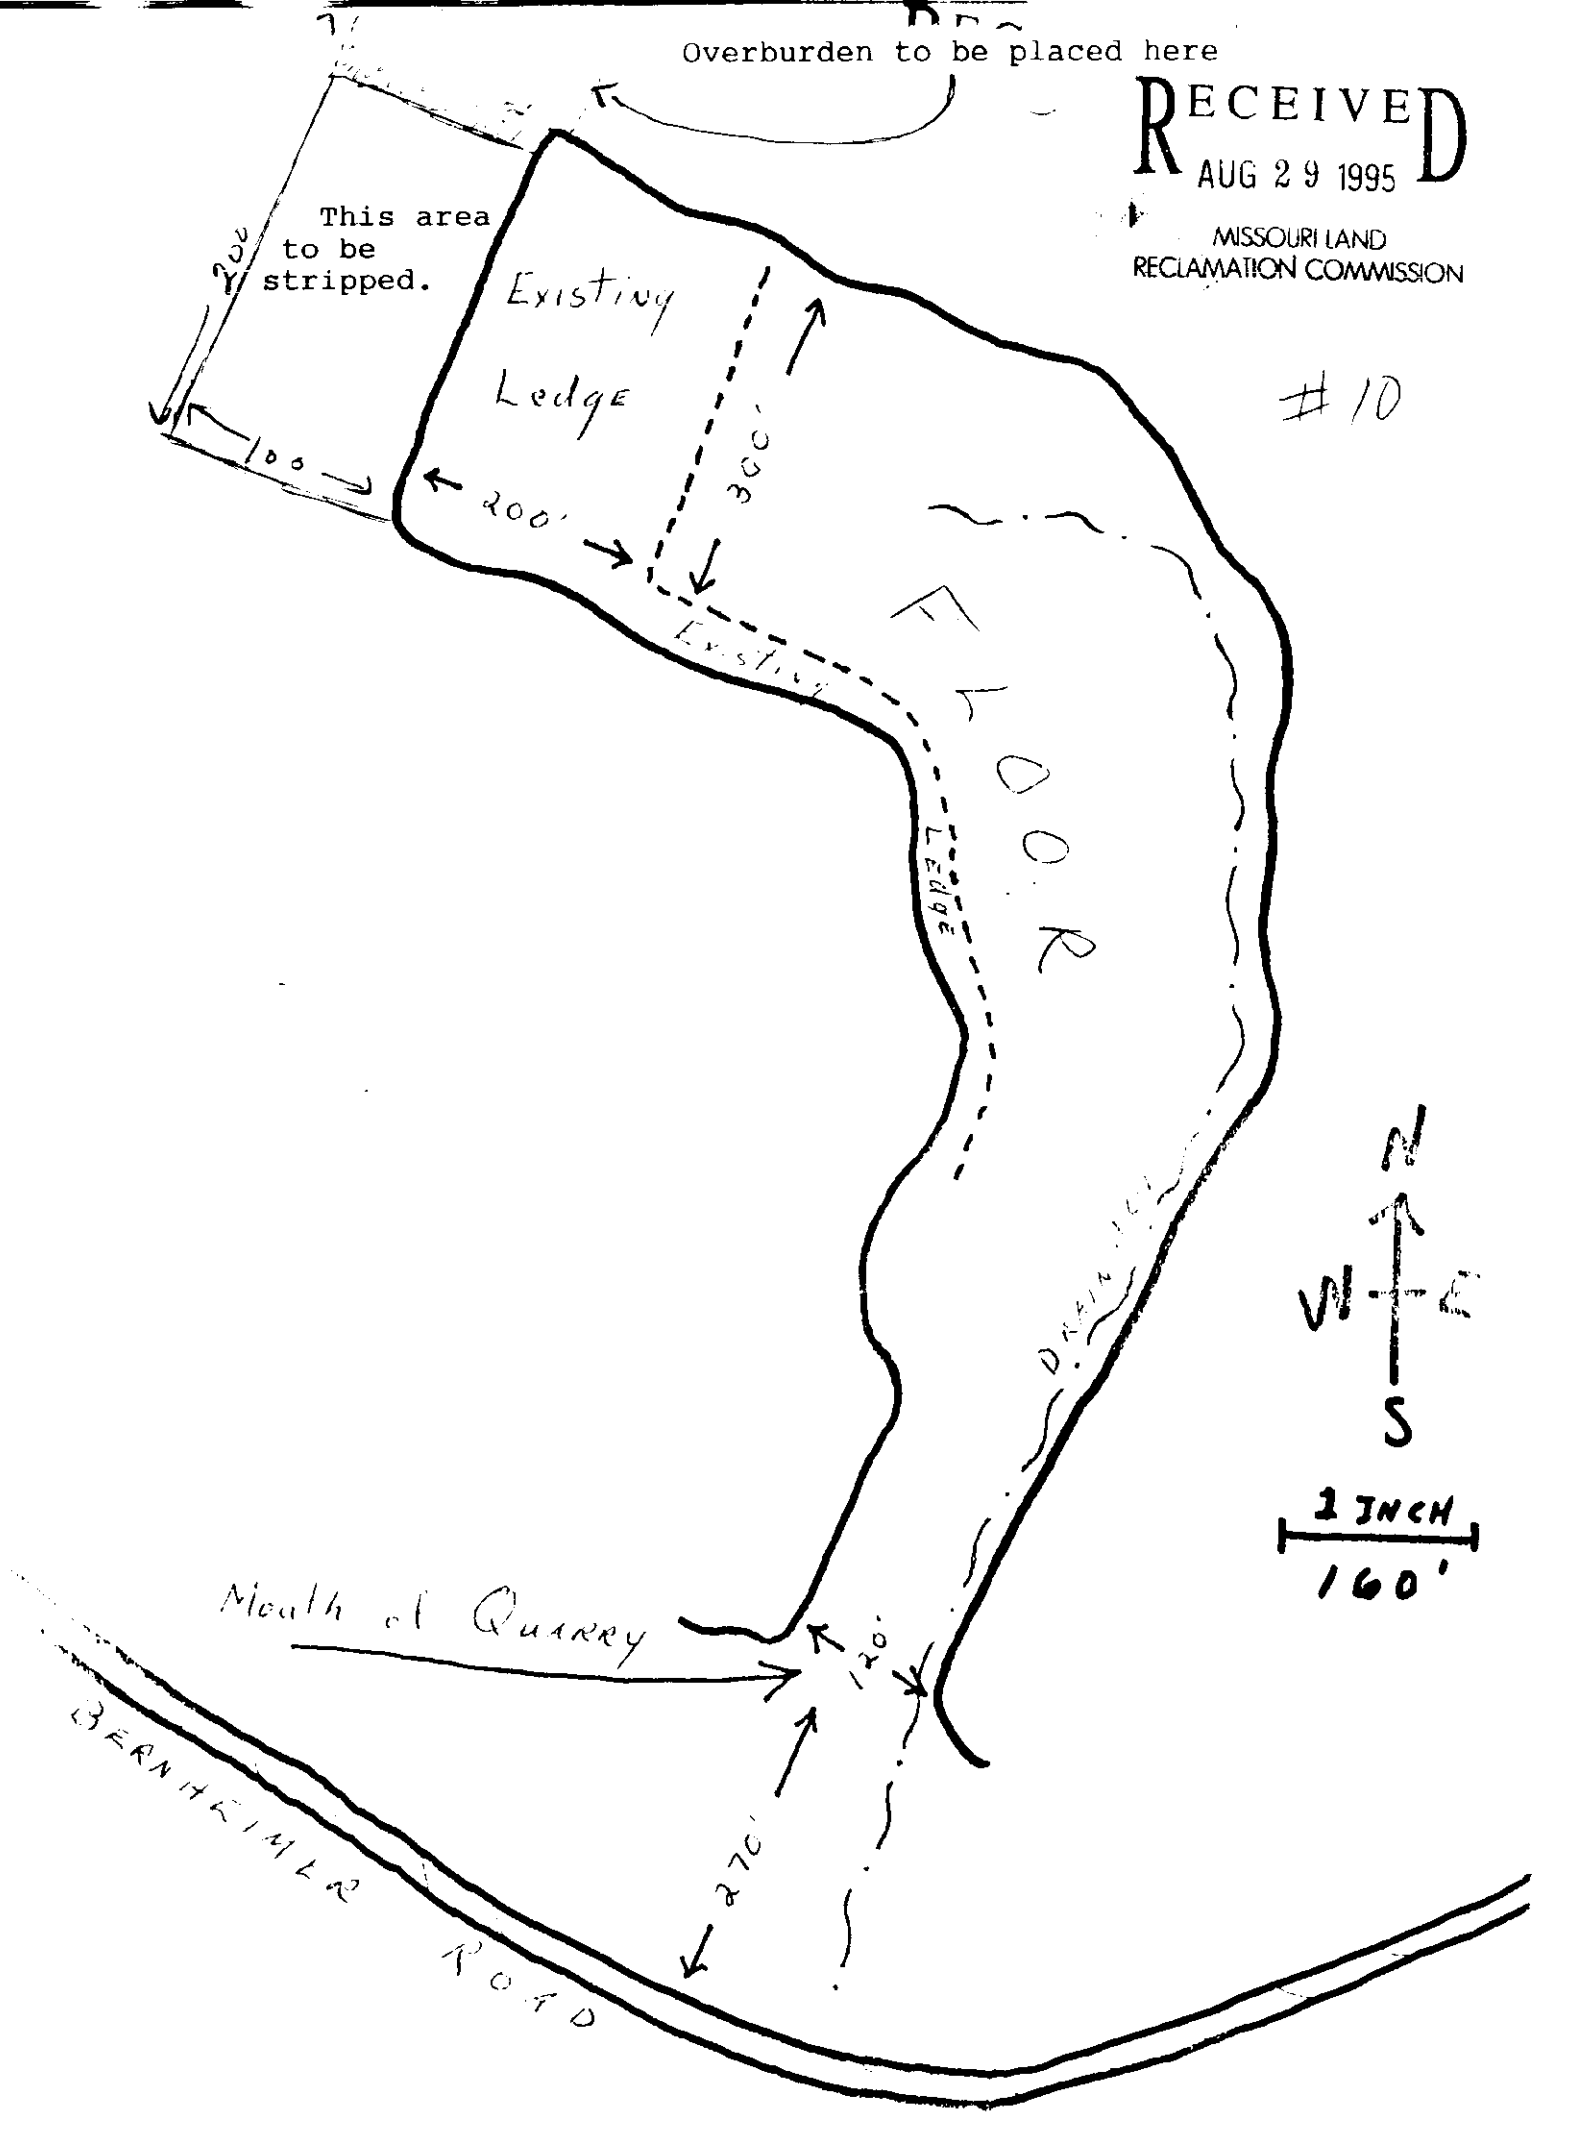 Overburden to be placed here
RECEIVED
AUG 29 1995
MISSOURI LAND
RECLAMATION COMMISSION
# 10
This area
to be
stripped.
200
100
Existing
Ledge
200'
300'
Existing
LEdgE
FLOOR
N
W E
S
1 INCH
160'
Mouth of QUARRY
120'
270'
BERNHEIMER ROAD